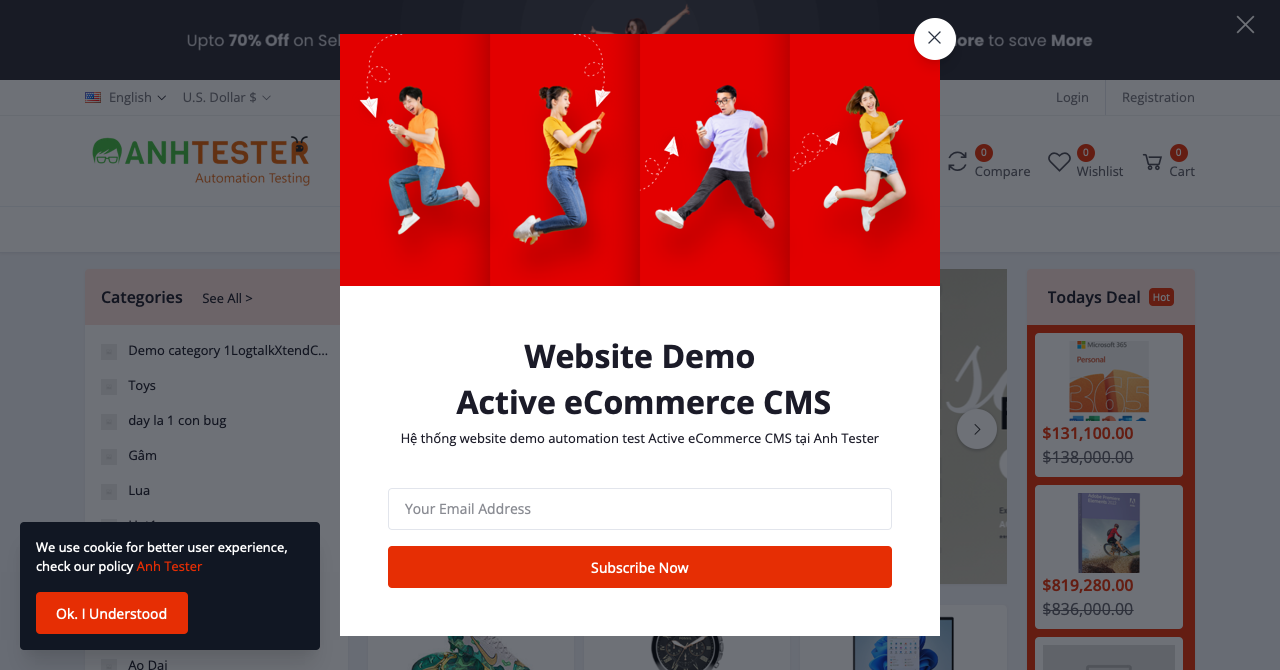 Upto 70% Off on Sel
ore to save More
English
U.S. Dollar $
Login
Registration
ANHTESTER
Automation Testing
0
Compare
0
Wishlist
0
Cart
Categories
See All >
Demo category 1LogtalkXtendC...
Toys
day la 1 con bug
Gâm
Lua
Ao Dai
Website Demo
Active eCommerce CMS
Hệ thống website demo automation test Active eCommerce CMS tại Anh Tester
Your Email Address
Subscribe Now
We use cookie for better user experience,
check our policy Anh Tester
Ok. I Understood
Todays Deal
Hot
Microsoft 365
Personal
365
$131,100.00
$138,000.00
$819,280.00
$836,000.00